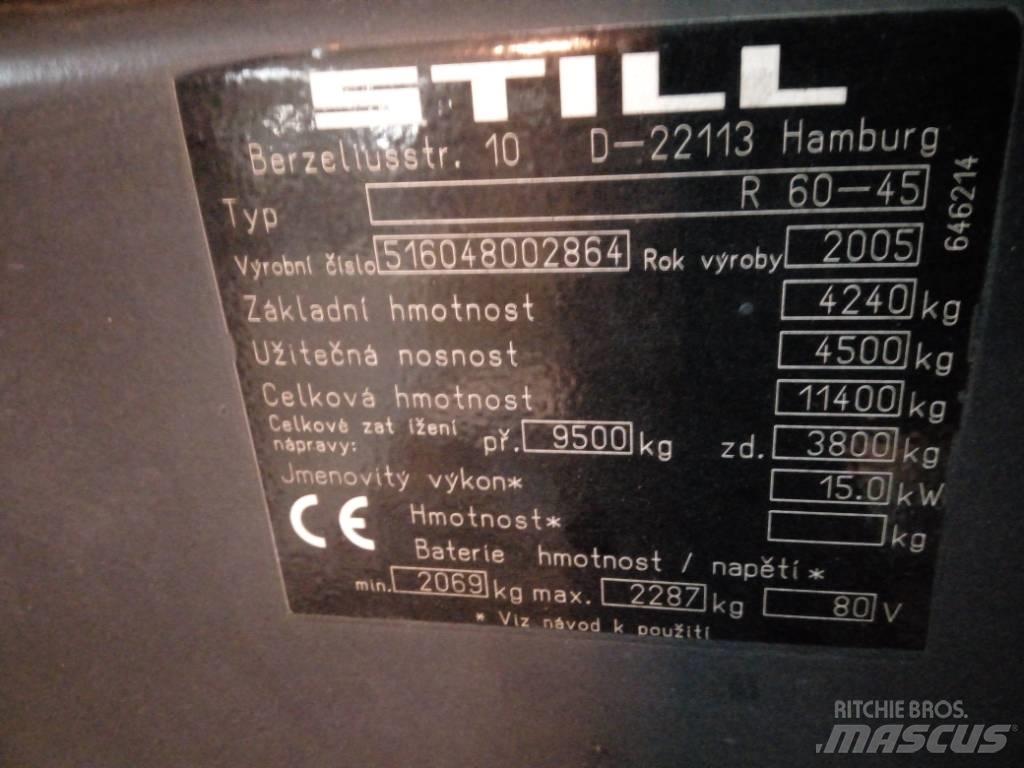 STILL
Berzeliusstr. 10 D-22113 Hamburg
Typ R 60-45
646214
Výrobní číslo 516048002864 Rok výroby 2005
Základní hmotnost 4240 kg
Užitečná nosnost 4500 kg
Celková hmotnost 11400 kg
Celkové zat ížení
nápravy: př. 9500 kg zd. 3800 kg
Jmenovitý výkon* 15.0 kW
CE
Hmotnost* kg
Baterie hmotnost / napětí *
min. 2069 kg max. 2287 kg 80 V
* Viz návod k použití
RITCHIE BROS.
MASCUS